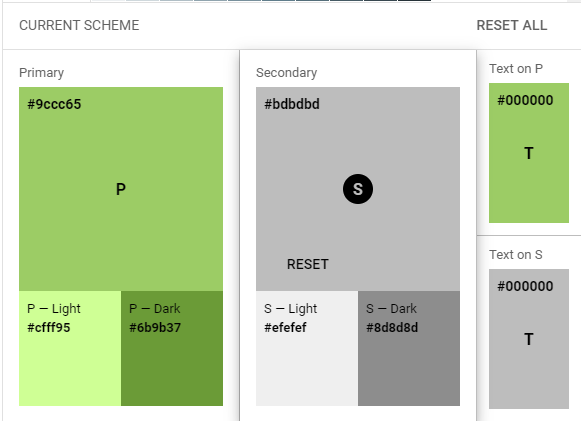 CURRENT SCHEME
RESET ALL
Primary
#9ccc65
P
P — Light
#cfff95
P — Dark
#6b9b37
Secondary
#bdbdbd
S
RESET
S — Light
#efefef
S — Dark
#8d8d8d
Text on P
#000000
T
Text on S
#000000
T